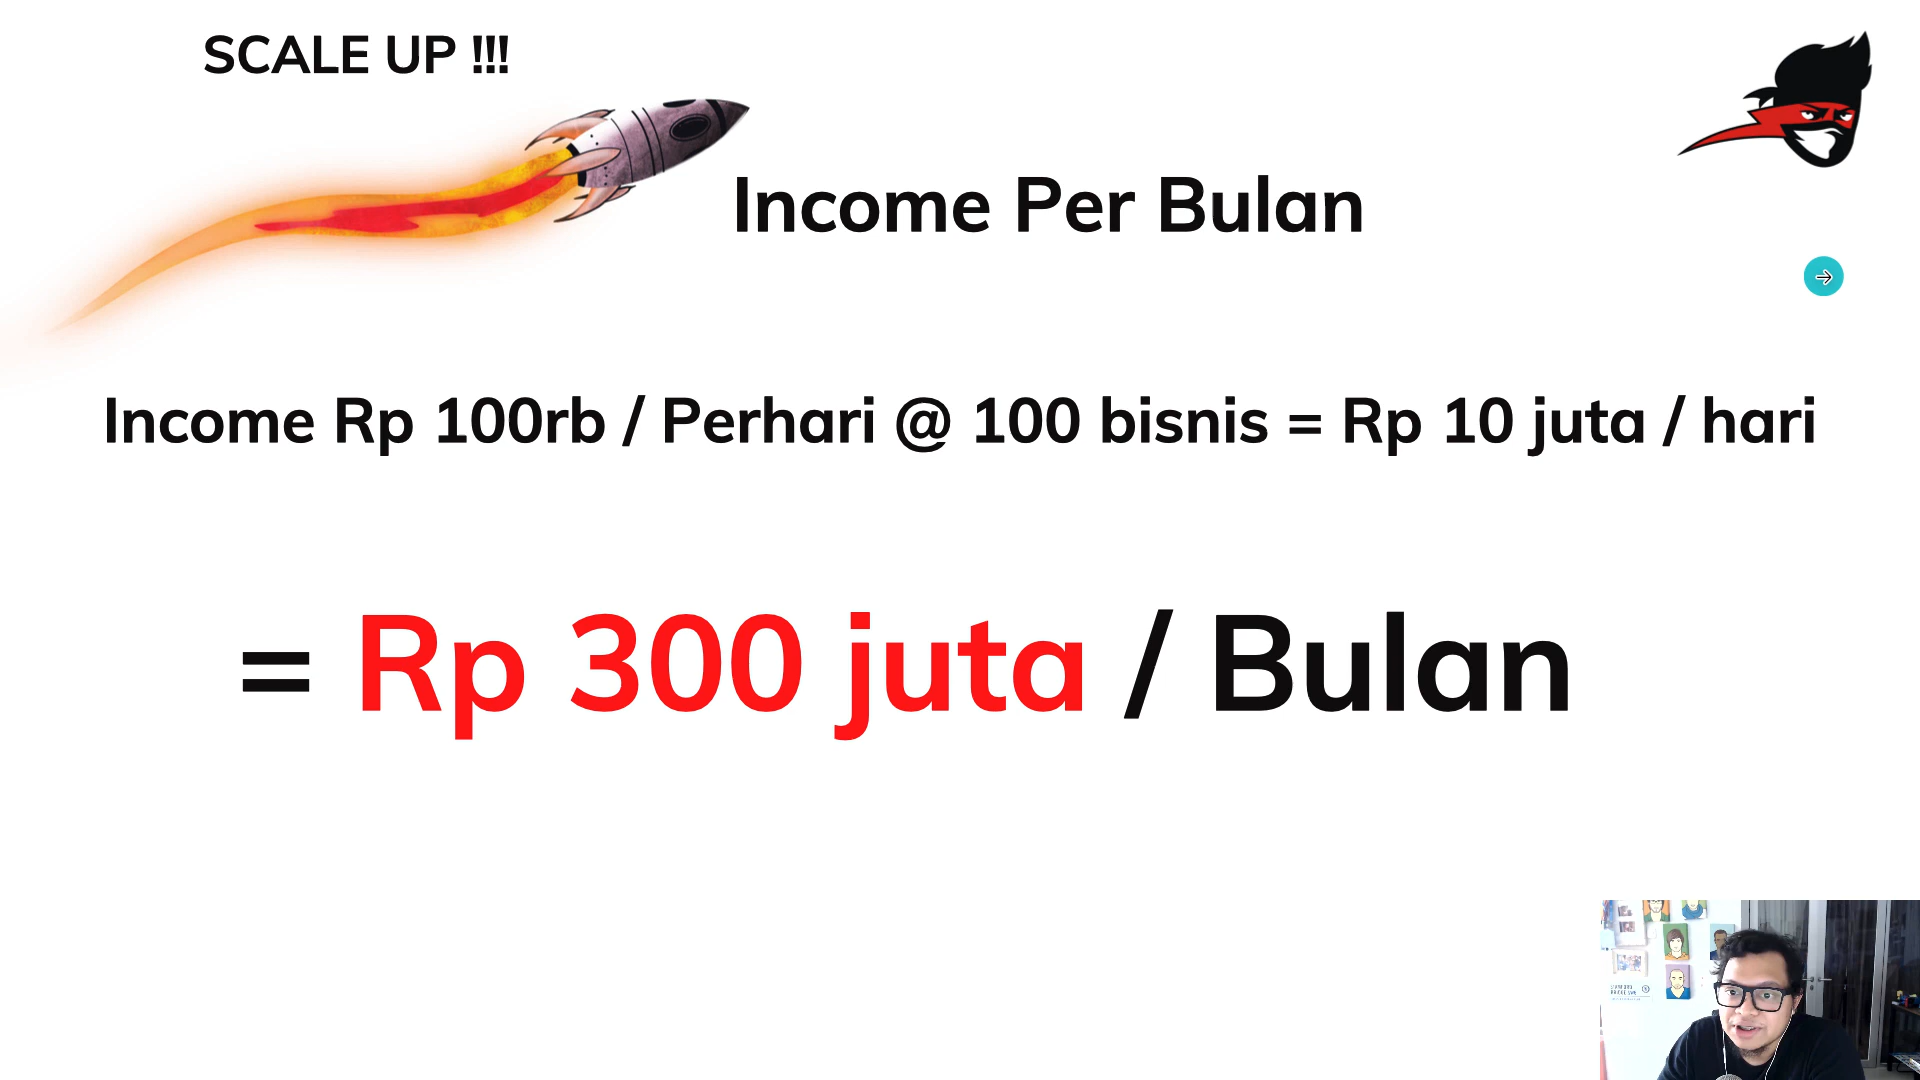 SCALE UP !!!
Income Per Bulan
Income Rp 100rb / Perhari @ 100 bisnis = Rp 10 juta / hari
= Rp 300 juta / Bulan